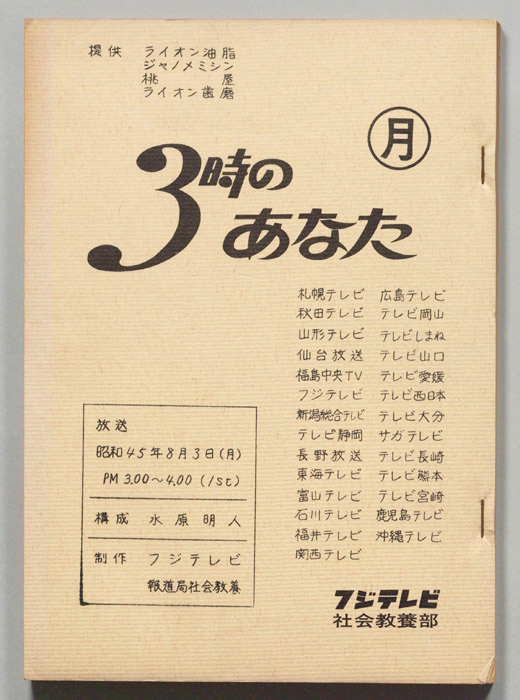 提供 ライオン油脂
ジャノメミシン
桃屋
ライオン歯磨
月
3時の
あなた
札幌テレビ 広島テレビ
秋田テレビ テレビ岡山
山形テレビ テレビしまね
仙台放送 テレビ山口
福島中央TV テレビ愛媛
フジテレビ テレビ西日本
新潟総合テレビ テレビ大分
テレビ静岡 サガテレビ
長野放送 テレビ長崎
東海テレビ テレビ熊本
富山テレビ テレビ宮崎
石川テレビ 鹿児島テレビ
福井テレビ 沖縄テレビ
関西テレビ
放送
昭和45年8月3日(月)
PM 3.00〜4.00 (1st)
構成 水原明人
制作 フジテレビ
報道局社会教養
フジテレビ
社会教養部